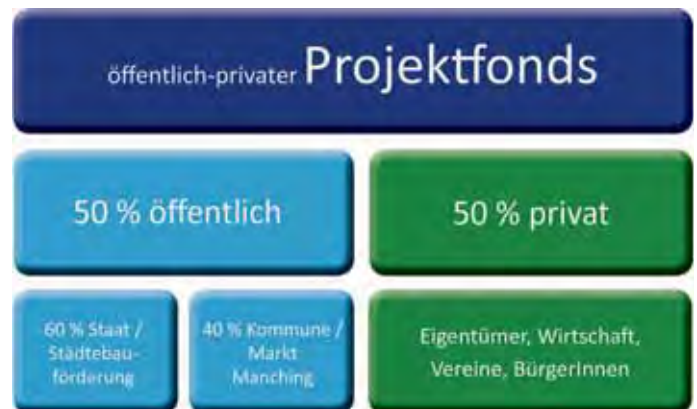 öffentlich-privater Projektfonds
50 % öffentlich
50 % privat
60 % Staat /
Städtebau-
förderung
40 % Kommune /
Markt
Manching
Eigentümer, Wirtschaft,
Vereine, BürgerInnen